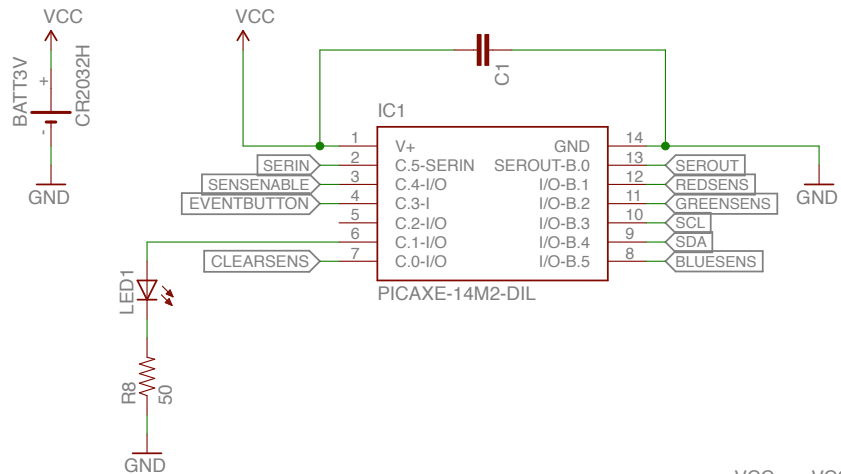 VCC
VCC
BATT3V
+
-
CR2032H
GND
C1
IC1
1
V+
GND
14
SERIN
2
C.5-SERIN
SEROUT-B.0
13
SEROUT
SENSENABLE
3
C.4-I/O
I/O-B.1
12
REDSENS
EVENTBUTTON
4
C.3-I
I/O-B.2
11
GREENSENS
5
C.2-I/O
I/O-B.3
10
SCL
6
C.1-I/O
I/O-B.4
9
SDA
CLEARSENS
7
C.0-I/O
I/O-B.5
8
BLUESENS
GND
PICAXE-14M2-DIL
LED1
R8
50
GND